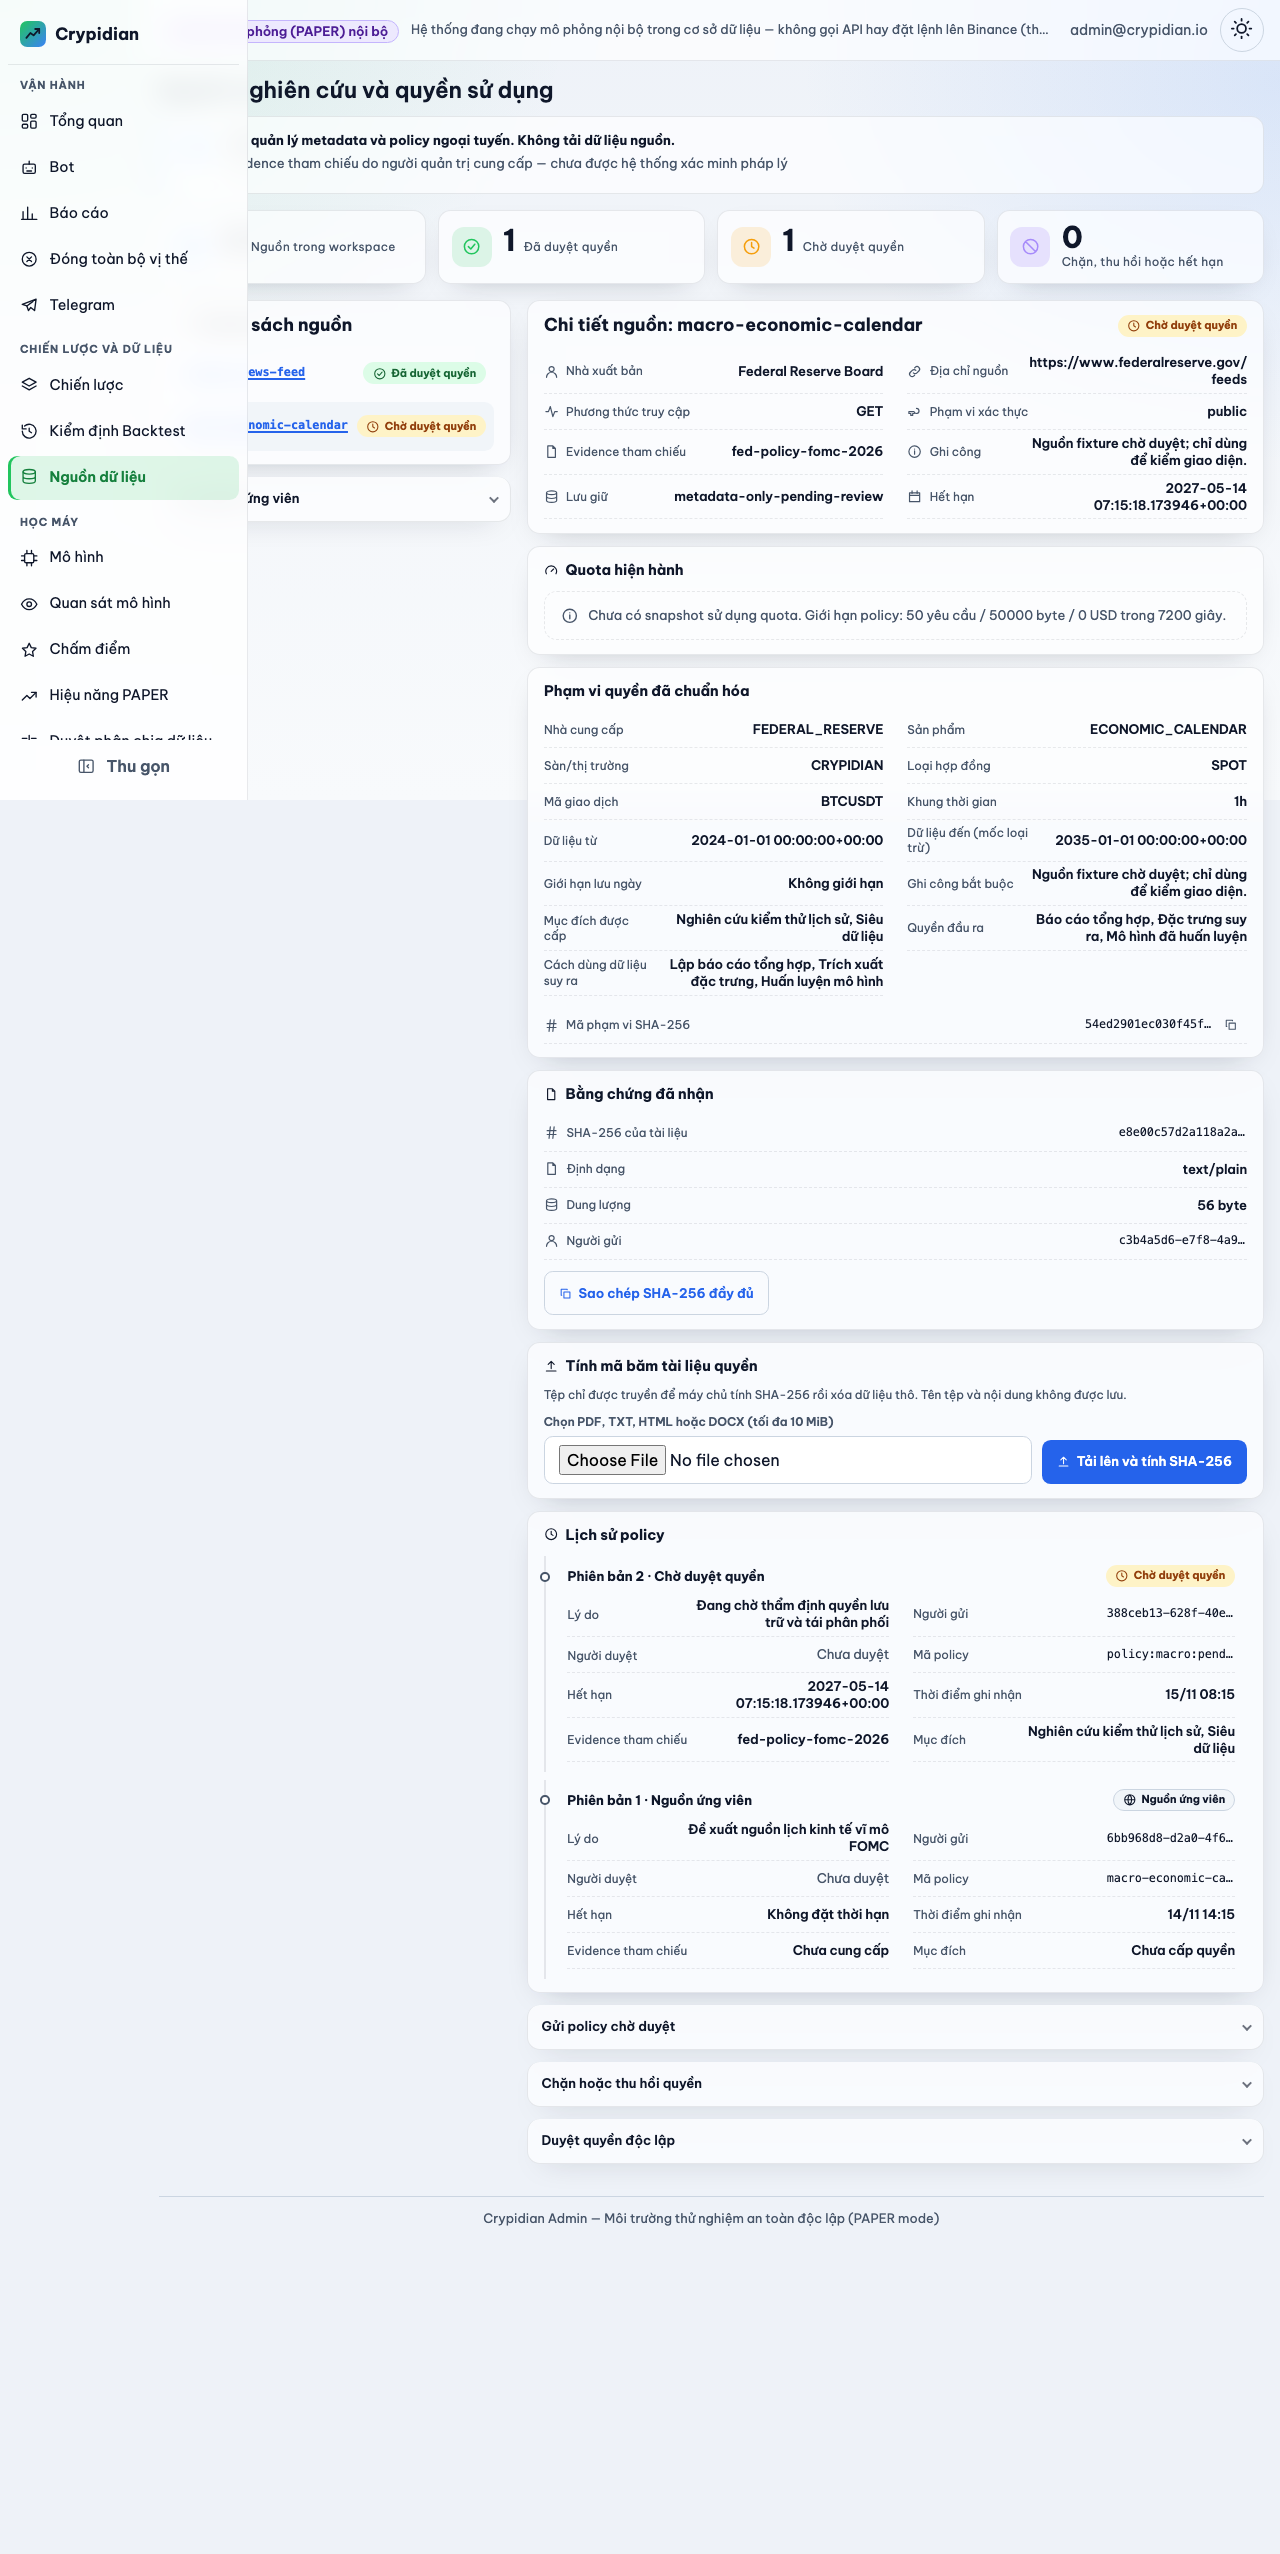 Crypidian
VẬN HÀNH
Tổng quan
Bot
Báo cáo
Đóng toàn bộ vị thế
Telegram
CHIẾN LƯỢC VÀ DỮ LIỆU
Chiến lược
Kiểm định Backtest
Nguồn dữ liệu
HỌC MÁY
Mô hình
Quan sát mô hình
Chấm điểm
Hiệu năng PAPER
Duyệt phân chia dữ liệu
Thu gọn
phỏng (PAPER) nội bộ
Hệ thống đang chạy mô phỏng nội bộ trong cơ sở dữ liệu — không gọi API hay đặt lệnh lên Binance (th...
admin@crypidian.io
ghiên cứu và quyền sử dụng
quản lý metadata và policy ngoại tuyến. Không tải dữ liệu nguồn.
dence tham chiếu do người quản trị cung cấp — chưa được hệ thống xác minh pháp lý
Nguồn trong workspace
1 Đã duyệt quyền
1 Chờ duyệt quyền
0
Chặn, thu hồi hoặc hết hạn
sách nguồn
ews-feed
Đã duyệt quyền
nomic-calendar
Chờ duyệt quyền
ứng viên
Chi tiết nguồn: macro-economic-calendar
Chờ duyệt quyền
Nhà xuất bản
Federal Reserve Board
Địa chỉ nguồn
https://www.federalreserve.gov/
feeds
Phương thức truy cập
GET
Phạm vi xác thực
public
Evidence tham chiếu
fed-policy-fomc-2026
Ghi công
Nguồn fixture chờ duyệt; chỉ dùng
để kiểm giao diện.
Lưu giữ
metadata-only-pending-review
Hết hạn
2027-05-14
07:15:18.173946+00:00
Quota hiện hành
Chưa có snapshot sử dụng quota. Giới hạn policy: 50 yêu cầu / 50000 byte / 0 USD trong 7200 giây.
Phạm vi quyền đã chuẩn hóa
Nhà cung cấp
FEDERAL_RESERVE
Sản phẩm
ECONOMIC_CALENDAR
Sàn/thị trường
CRYPIDIAN
Loại hợp đồng
SPOT
Mã giao dịch
BTCUSDT
Khung thời gian
1h
Dữ liệu từ
2024-01-01 00:00:00+00:00
Dữ liệu đến (mốc loại
trừ)
2035-01-01 00:00:00+00:00
Giới hạn lưu ngày
Không giới hạn
Ghi công bắt buộc
Nguồn fixture chờ duyệt; chỉ dùng
để kiểm giao diện.
Mục đích được
cấp
Nghiên cứu kiểm thử lịch sử, Siêu
dữ liệu
Quyền đầu ra
Báo cáo tổng hợp, Đặc trưng suy
ra, Mô hình đã huấn luyện
Cách dùng dữ liệu
suy ra
Lập báo cáo tổng hợp, Trích xuất
đặc trưng, Huấn luyện mô hình
Mã phạm vi SHA-256
54ed2901ec030f45f...
Bằng chứng đã nhận
SHA-256 của tài liệu
e8e00c57d2a118a2a...
Định dạng
text/plain
Dung lượng
56 byte
Người gửi
c3b4a5d6-e7f8-4a9...
Sao chép SHA-256 đầy đủ
Tính mã băm tài liệu quyền
Tệp chỉ được truyền để máy chủ tính SHA-256 rồi xóa dữ liệu thô. Tên tệp và nội dung không được lưu.
Chọn PDF, TXT, HTML hoặc DOCX (tối đa 10 MiB)
Choose File No file chosen
Tải lên và tính SHA-256
Lịch sử policy
Phiên bản 2 · Chờ duyệt quyền
Chờ duyệt quyền
Lý do
Đang chờ thẩm định quyền lưu
trữ và tái phân phối
Người gửi
388ceb13-628f-40e...
Người duyệt
Chưa duyệt
Mã policy
policy:macro:pend...
Hết hạn
2027-05-14
07:15:18.173946+00:00
Thời điểm ghi nhận
15/11 08:15
Evidence tham chiếu
fed-policy-fomc-2026
Mục đích
Nghiên cứu kiểm thử lịch sử, Siêu
dữ liệu
Phiên bản 1 · Nguồn ứng viên
Nguồn ứng viên
Lý do
Đề xuất nguồn lịch kinh tế vĩ mô
FOMC
Người gửi
6bb968d8-d2a0-4f6...
Người duyệt
Chưa duyệt
Mã policy
macro-economic-ca...
Hết hạn
Không đặt thời hạn
Thời điểm ghi nhận
14/11 14:15
Evidence tham chiếu
Chưa cung cấp
Mục đích
Chưa cấp quyền
Gửi policy chờ duyệt
Chặn hoặc thu hồi quyền
Duyệt quyền độc lập
Crypidian Admin — Môi trường thử nghiệm an toàn độc lập (PAPER mode)